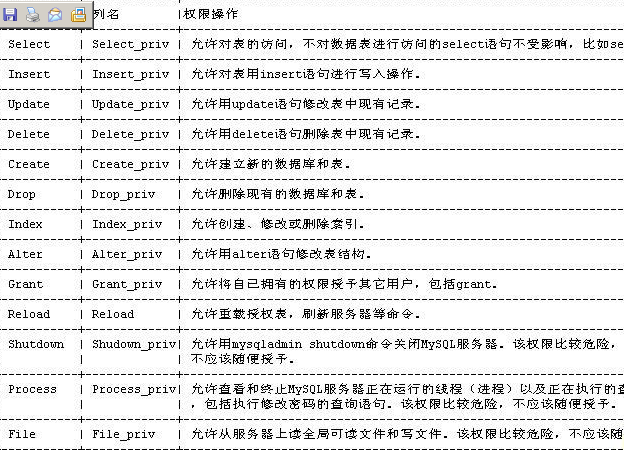 列名 |权限操作
Select | Select_priv | 允许对表的访问，不对数据表进行访问的select语句不受影响，比如se
Insert | Insert_priv | 允许对表用insert语句进行写入操作。
Update | Update_priv | 允许用update语句修改表中现有记录。
Delete | Delete_priv | 允许用delete语句删除表中现有记录。
Create | Create_priv | 允许建立新的数据库和表。
Drop | Drop_priv | 允许删除现有的数据库和表。
Index | Index_priv | 允许创建、修改或删除索引。
Alter | Alter_priv | 允许用alter语句修改表结构。
Grant | Grant_priv | 允许将自已拥有的权限授予其它用户，包括grant.
Reload | Reload | 允许重载授权表，刷新服务器等命令.
Shutdown | Shudown_priv| 允许用mysqladmin shutdown命令关闭MySQL服务器。该权限比较危险，
不应该随便授予.
Process | Process_priv| 允许查看和终止MySQL服务器正在运行的线程（进程）以及正在执行的查
，包括执行修改密码的查询语句。该权限比较危险，不应该随便授予.
File | File_priv | 允许从服务器上读全局可读文件和写文件。该权限比较危险，不应该随